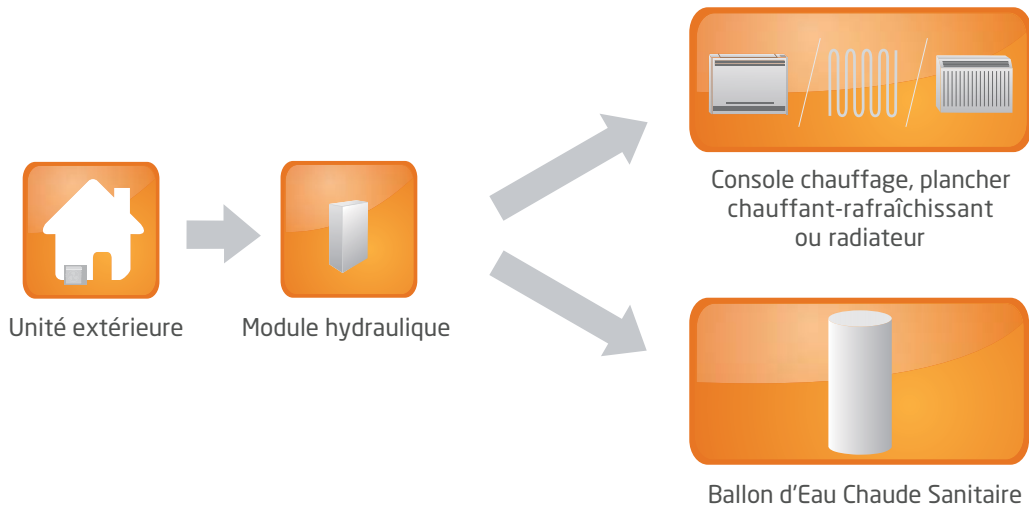 Unité extérieure
Module hydraulique
Console chauffage, plancher
chauffant-rafraîchissant
ou radiateur
Ballon d'Eau Chaude Sanitaire